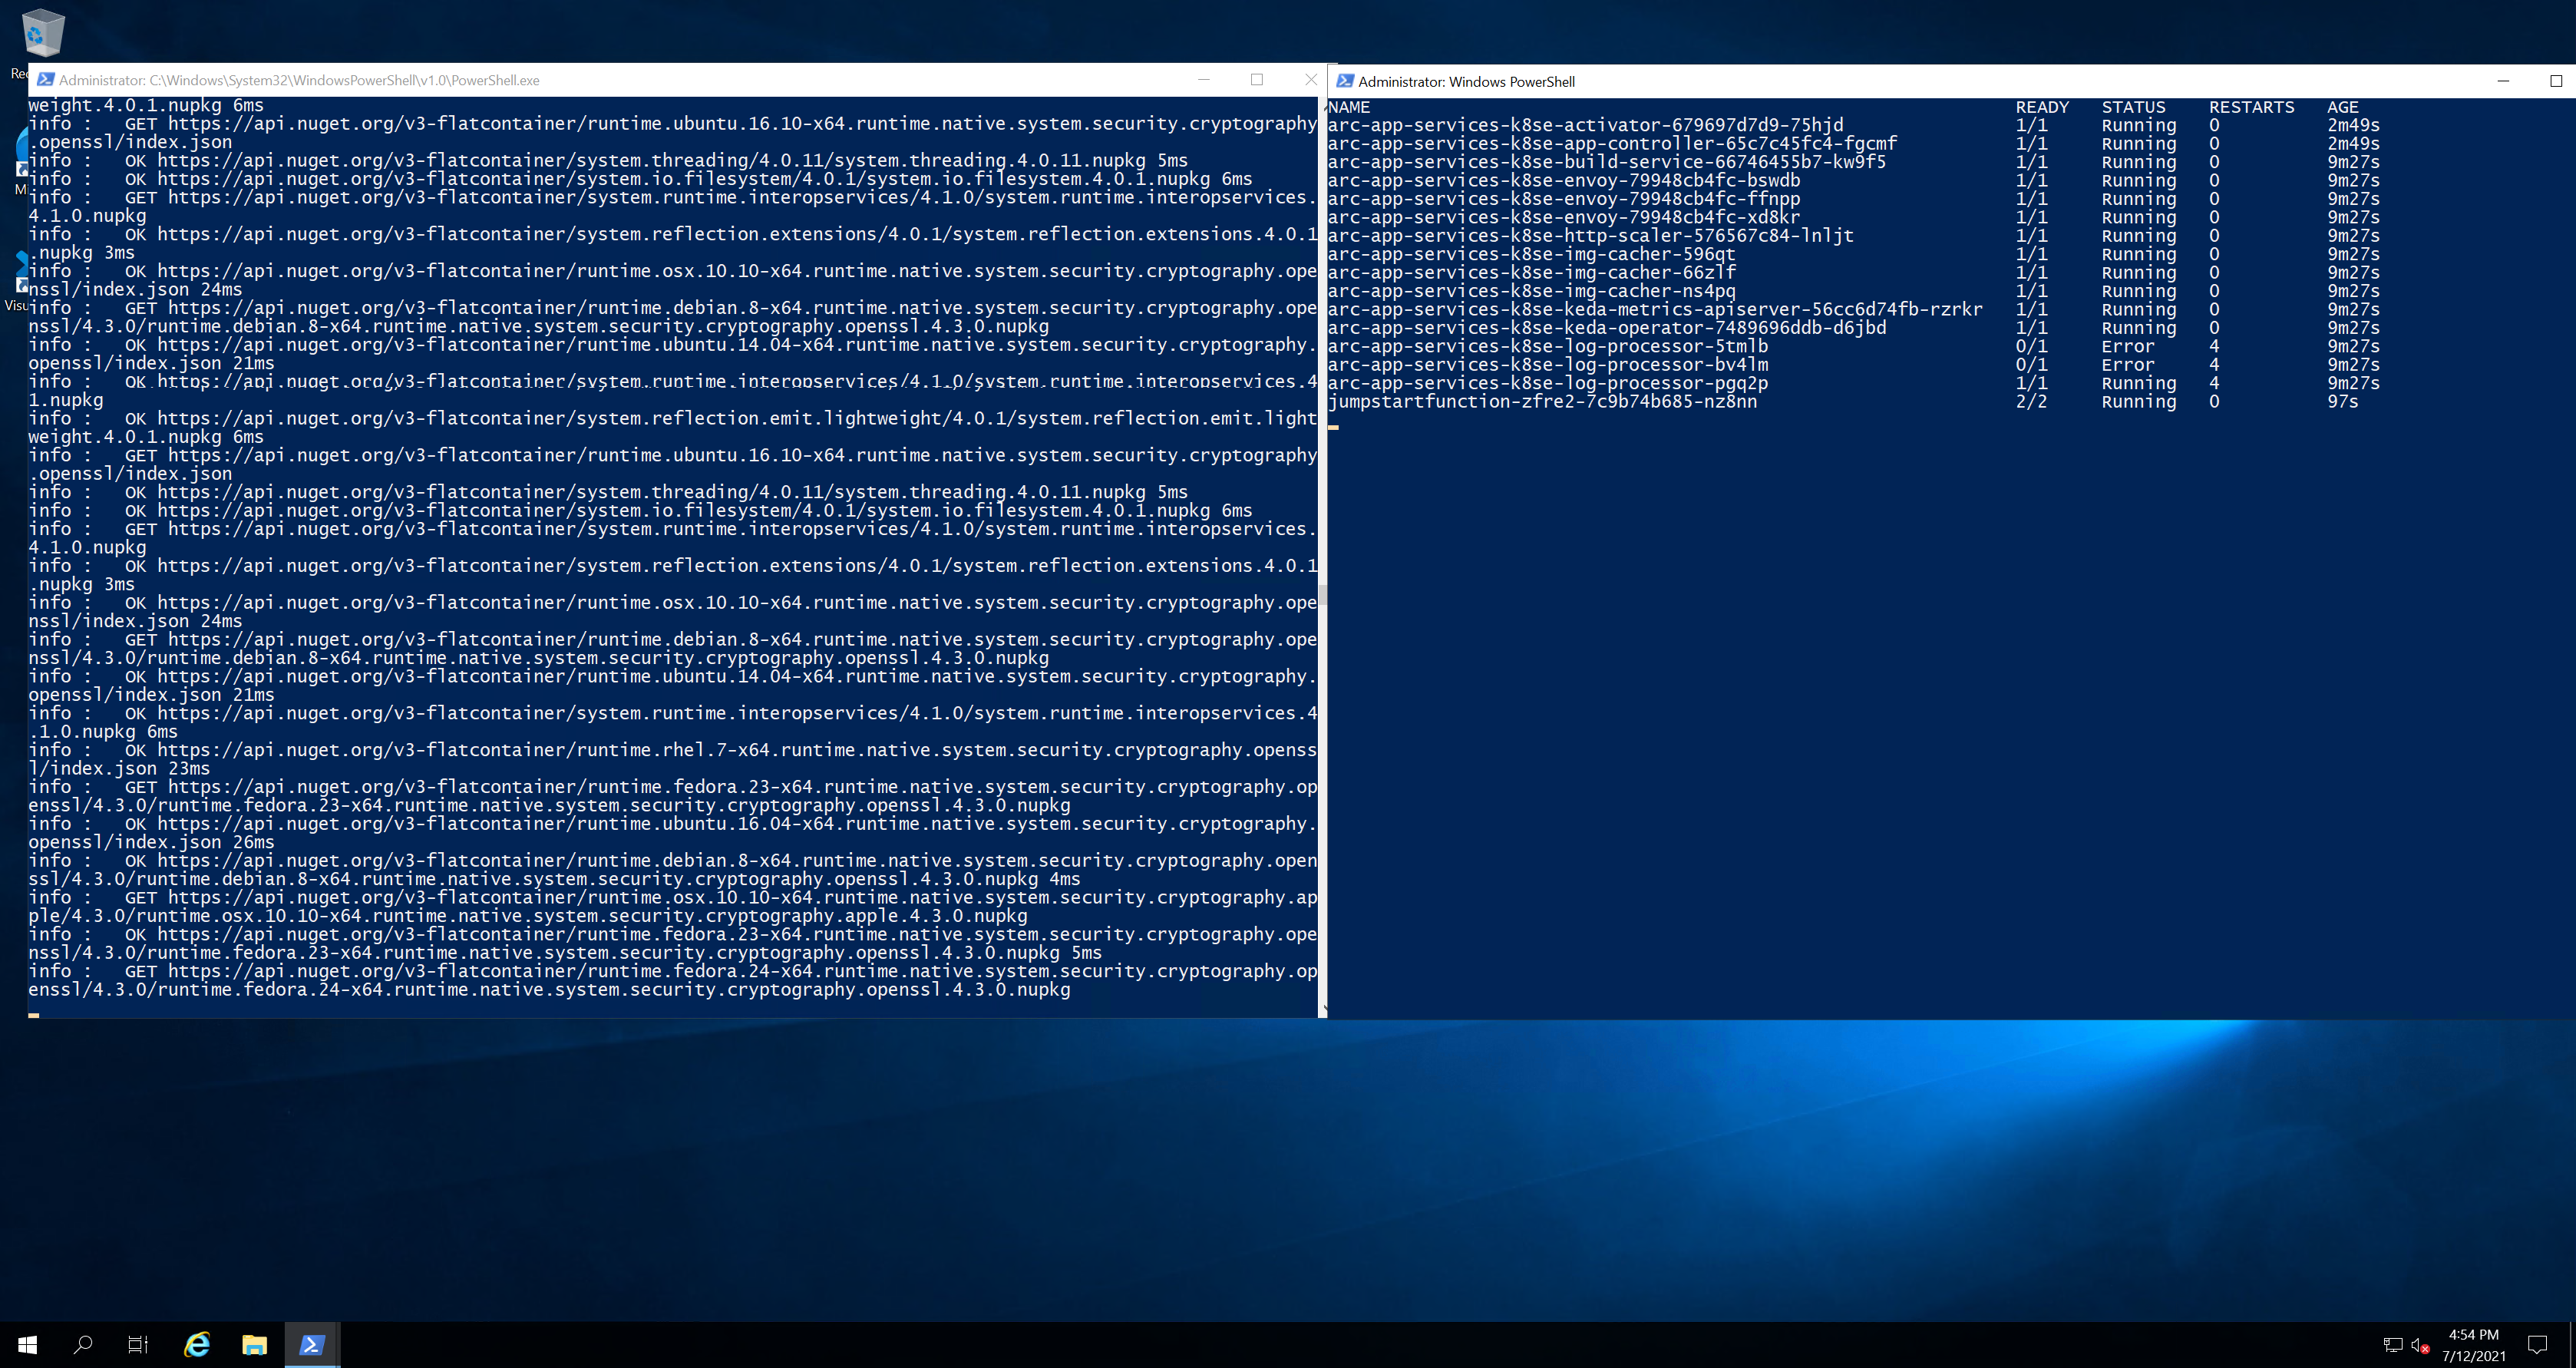 Administrator: C:\Windows\System32\WindowsPowerShell\v1.0\PowerShell.exe
weight.4.0.1.nupkg 6ms
info :   GET https://api.nuget.org/v3-flatcontainer/runtime.ubuntu.16.10-x64.runtime.native.system.security.cryptography
.openssl/index.json
info :   OK https://api.nuget.org/v3-flatcontainer/system.threading/4.0.11/system.threading.4.0.11.nupkg 5ms
info :   OK https://api.nuget.org/v3-flatcontainer/system.io.filesystem/4.0.1/system.io.filesystem.4.0.1.nupkg 6ms
info :   GET https://api.nuget.org/v3-flatcontainer/system.runtime.interopservices/4.1.0/system.runtime.interopservices.
4.1.0.nupkg
info :   OK https://api.nuget.org/v3-flatcontainer/system.reflection.extensions/4.0.1/system.reflection.extensions.4.0.1
.nupkg 3ms
info :   OK https://api.nuget.org/v3-flatcontainer/runtime.osx.10.10-x64.runtime.native.system.security.cryptography.ope
nssl/index.json 24ms
info :   GET https://api.nuget.org/v3-flatcontainer/runtime.debian.8-x64.runtime.native.system.security.cryptography.ope
nssl/4.3.0/runtime.debian.8-x64.runtime.native.system.security.cryptography.openssl.4.3.0.nupkg
info :   OK https://api.nuget.org/v3-flatcontainer/runtime.ubuntu.14.04-x64.runtime.native.system.security.cryptography.
openssl/index.json 21ms
info :   OK https://api.nuget.org/v3-flatcontainer/system.runtime.interopservices/4.1.0/system.runtime.interopservices.4
1.nupkg
info :   OK https://api.nuget.org/v3-flatcontainer/system.reflection.emit.lightweight/4.0.1/system.reflection.emit.light
weight.4.0.1.nupkg 6ms
info :   GET https://api.nuget.org/v3-flatcontainer/runtime.ubuntu.16.10-x64.runtime.native.system.security.cryptography
.openssl/index.json
info :   OK https://api.nuget.org/v3-flatcontainer/system.threading/4.0.11/system.threading.4.0.11.nupkg 5ms
info :   OK https://api.nuget.org/v3-flatcontainer/system.io.filesystem/4.0.1/system.io.filesystem.4.0.1.nupkg 6ms
info :   GET https://api.nuget.org/v3-flatcontainer/system.runtime.interopservices/4.1.0/system.runtime.interopservices.
4.1.0.nupkg
info :   OK https://api.nuget.org/v3-flatcontainer/system.reflection.extensions/4.0.1/system.reflection.extensions.4.0.1
.nupkg 3ms
info :   OK https://api.nuget.org/v3-flatcontainer/runtime.osx.10.10-x64.runtime.native.system.security.cryptography.ope
nssl/index.json 24ms
info :   GET https://api.nuget.org/v3-flatcontainer/runtime.debian.8-x64.runtime.native.system.security.cryptography.ope
nssl/4.3.0/runtime.debian.8-x64.runtime.native.system.security.cryptography.openssl.4.3.0.nupkg
info :   OK https://api.nuget.org/v3-flatcontainer/runtime.ubuntu.14.04-x64.runtime.native.system.security.cryptography.
openssl/index.json 21ms
info :   OK https://api.nuget.org/v3-flatcontainer/system.runtime.interopservices/4.1.0/system.runtime.interopservices.4
.1.0.nupkg 6ms
info :   OK https://api.nuget.org/v3-flatcontainer/runtime.rhel.7-x64.runtime.native.system.security.cryptography.openss
l/index.json 23ms
info :   GET https://api.nuget.org/v3-flatcontainer/runtime.fedora.23-x64.runtime.native.system.security.cryptography.op
enssl/4.3.0/runtime.fedora.23-x64.runtime.native.system.security.cryptography.openssl.4.3.0.nupkg
info :   OK https://api.nuget.org/v3-flatcontainer/runtime.ubuntu.16.04-x64.runtime.native.system.security.cryptography.
openssl/index.json 26ms
info :   OK https://api.nuget.org/v3-flatcontainer/runtime.debian.8-x64.runtime.native.system.security.cryptography.open
ssl/4.3.0/runtime.debian.8-x64.runtime.native.system.security.cryptography.openssl.4.3.0.nupkg 4ms
info :   GET https://api.nuget.org/v3-flatcontainer/runtime.osx.10.10-x64.runtime.native.system.security.cryptography.ap
ple/4.3.0/runtime.osx.10.10-x64.runtime.native.system.security.cryptography.apple.4.3.0.nupkg
info :   OK https://api.nuget.org/v3-flatcontainer/runtime.fedora.23-x64.runtime.native.system.security.cryptography.ope
nssl/4.3.0/runtime.fedora.23-x64.runtime.native.system.security.cryptography.openssl.4.3.0.nupkg 5ms
info :   GET https://api.nuget.org/v3-flatcontainer/runtime.fedora.24-x64.runtime.native.system.security.cryptography.op
enssl/4.3.0/runtime.fedora.24-x64.runtime.native.system.security.cryptography.openssl.4.3.0.nupkg
Administrator: Windows PowerShell
NAME READY STATUS RESTARTS AGE
arc-app-services-k8se-activator-679697d7d9-75hjd 1/1 Running 0 2m49s
arc-app-services-k8se-app-controller-65c7c45fc4-fgcmf 1/1 Running 0 2m49s
arc-app-services-k8se-build-service-66746455b7-kw9f5 1/1 Running 0 9m27s
arc-app-services-k8se-envoy-79948cb4fc-bswdb 1/1 Running 0 9m27s
arc-app-services-k8se-envoy-79948cb4fc-ffnpp 1/1 Running 0 9m27s
arc-app-services-k8se-envoy-79948cb4fc-xd8kr 1/1 Running 0 9m27s
arc-app-services-k8se-http-scaler-576567c84-lnljt 1/1 Running 0 9m27s
arc-app-services-k8se-img-cacher-596qt 1/1 Running 0 9m27s
arc-app-services-k8se-img-cacher-66zlf 1/1 Running 0 9m27s
arc-app-services-k8se-img-cacher-ns4pq 1/1 Running 0 9m27s
arc-app-services-k8se-keda-metrics-apiserver-56cc6d74fb-rzrkr 1/1 Running 0 9m27s
arc-app-services-k8se-keda-operator-7489696ddb-d6jbd 1/1 Running 0 9m27s
arc-app-services-k8se-log-processor-5tmlb 0/1 Error 4 9m27s
arc-app-services-k8se-log-processor-bv4lm 0/1 Error 4 9m27s
arc-app-services-k8se-log-processor-pgq2p 1/1 Running 4 9m27s
jumpstartfunction-zfre2-7c9b74b685-nz8nn 2/2 Running 0 97s
4:54 PM
7/12/2021